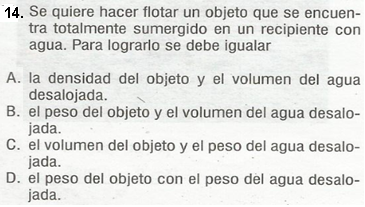 14. Se quiere hacer flotar un objeto que se encuen-
tra totalmente sumergido en un recipiente con
agua. Para lograrlo se debe igualar
A. la densidad del objeto y el volumen del agua
desalojada.
B. el peso del objeto y el volumen del agua desalo-
jada.
C. el volumen del objeto y el peso del agua desalo-
jada.
D. el peso del objeto con el peso del agua desalo-
jada.